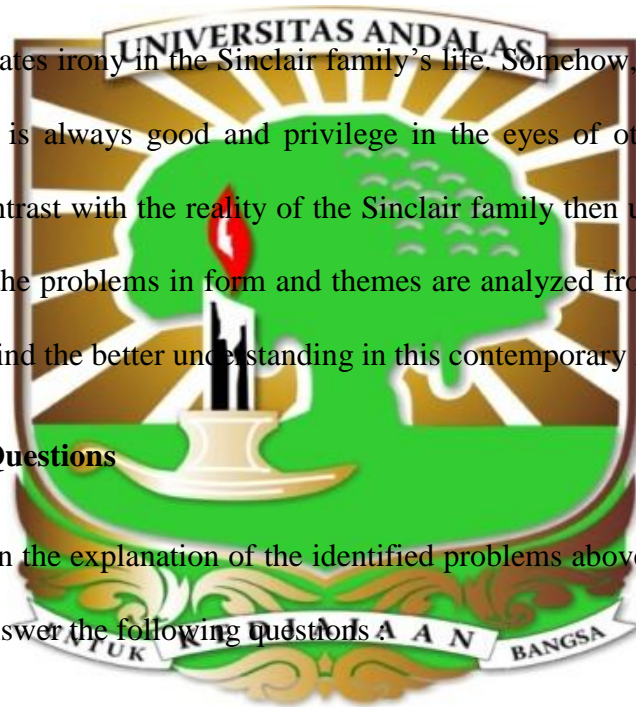 UNIVERSITAS ANDALAS
ates irony in the Sinclair family's life. Somehow,
is always good and privilege in the eyes of ot
ntrast with the reality of the Sinclair family then u
he problems in form and themes are analyzed fro
ind the better understanding in this contemporary
Questions
n the explanation of the identified problems above
swer the following questions :
UNTUK KEDJAJAAN BANGSA